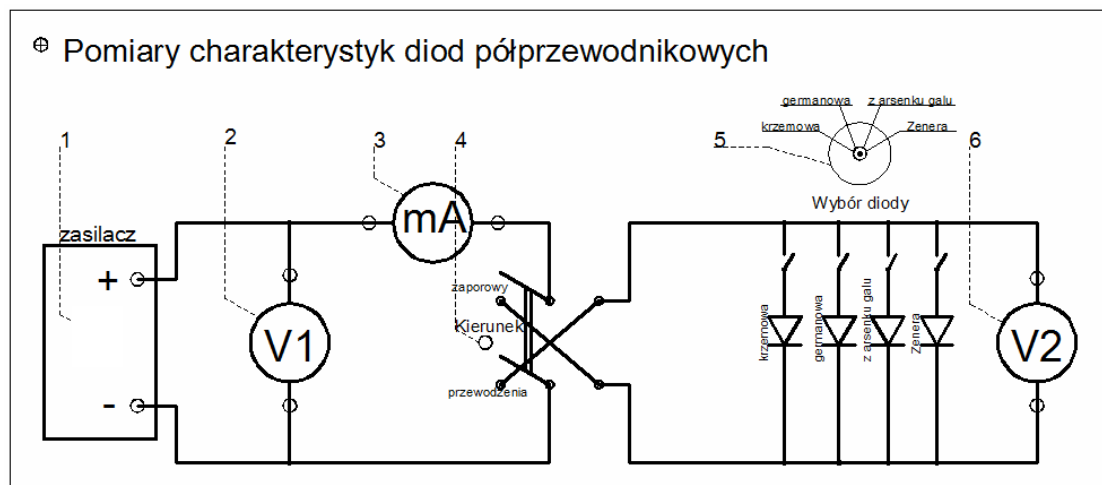 Pomiary charakterystyk diod półprzewodnikowych
germanowa z arsenku galu
krzemowa Zenera
1 2 3 4 5 6
Wybór diody
zasilacz
mA
+
zaporowy
Kierunek
V1
krzemowa
germanowa
z arsenku galu
Zenera
V2
przewodzenia
-